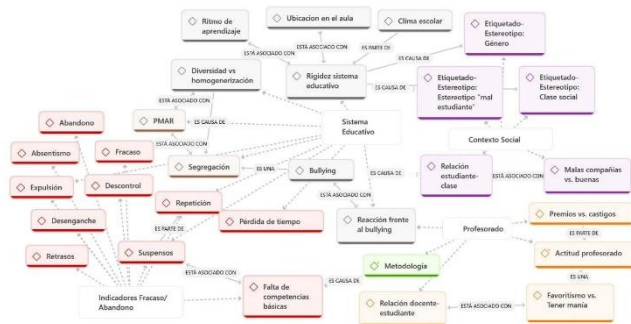 Ritmo de
aprendizaje
Ubicacion en el aula
Clima escolar
Etiquetado-
Estereotipo:
Género
ESTÁ ASOCIADO CON
ESTÁ ASOCIADO CON
ES PARTE DE
ES CAUSA DE
Diversidad vs
homogenerización
Rigidez sistema
educativo
ESTÁ ASOCIADO CON
ES CAUSA DE
Etiquetado-
Estereotipo:
Estereotipo "mal
estudiante"
Etiquetado-
Estereotipo:
Clase social
ESTÁ ASOCIADO CON
Abandono
PMAR
ES CAUSA DE
Sistema
Educativo
Contexto Social
Absentismo
Fracaso
ESTÁ ASOCIADO CON
Segregación
ES UNA
Bullying
ES CAUSA DE
Relación
estudiante-
clase
ESTÁ ASOCIADO CON
Malas compañias
vs. buenas
Expulsión
Descontrol
Repetición
ESTÁ ASOCIADO CON
Desenganche
Pérdida de tiempo
Reacción frente
al bullying
Profesorado
Premios vs. castigos
ES PARTE DE
ES PARTE DE
Retrasos
Suspensos
Metodología
Actitud profesorado
ESTÁ ASOCIADO CON
ES CAUSA DE
ES UNA
Indicadores Fracaso/
Abandono
Falta de
competencias
básicas
Relación docente-
estudiante
ESTÁ ASOCIADO CON
Favoritismo vs.
Tener manía